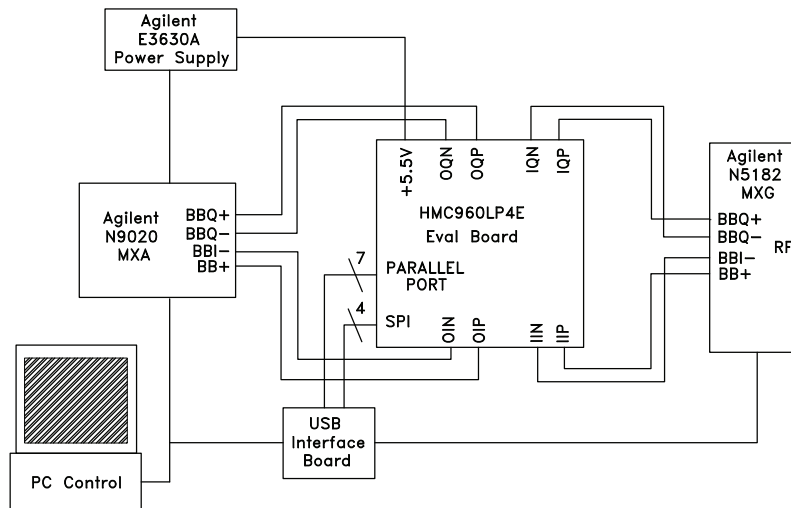 Agilent
E3630A
Power Supply
+5.5V
OQN
OQP
IQN
IQP
Agilent
N9020
MXA
BBQ+
BBQ−
BBI−
BB+
HMC960LP4E
Eval Board
7
PARALLEL
PORT
4
SPI
OIN
OIP
IIN
IIP
Agilent
N5182
MXG
BBQ+
BBQ−
BBI−
BB+
RF
USB
Interface
Board
PC Control